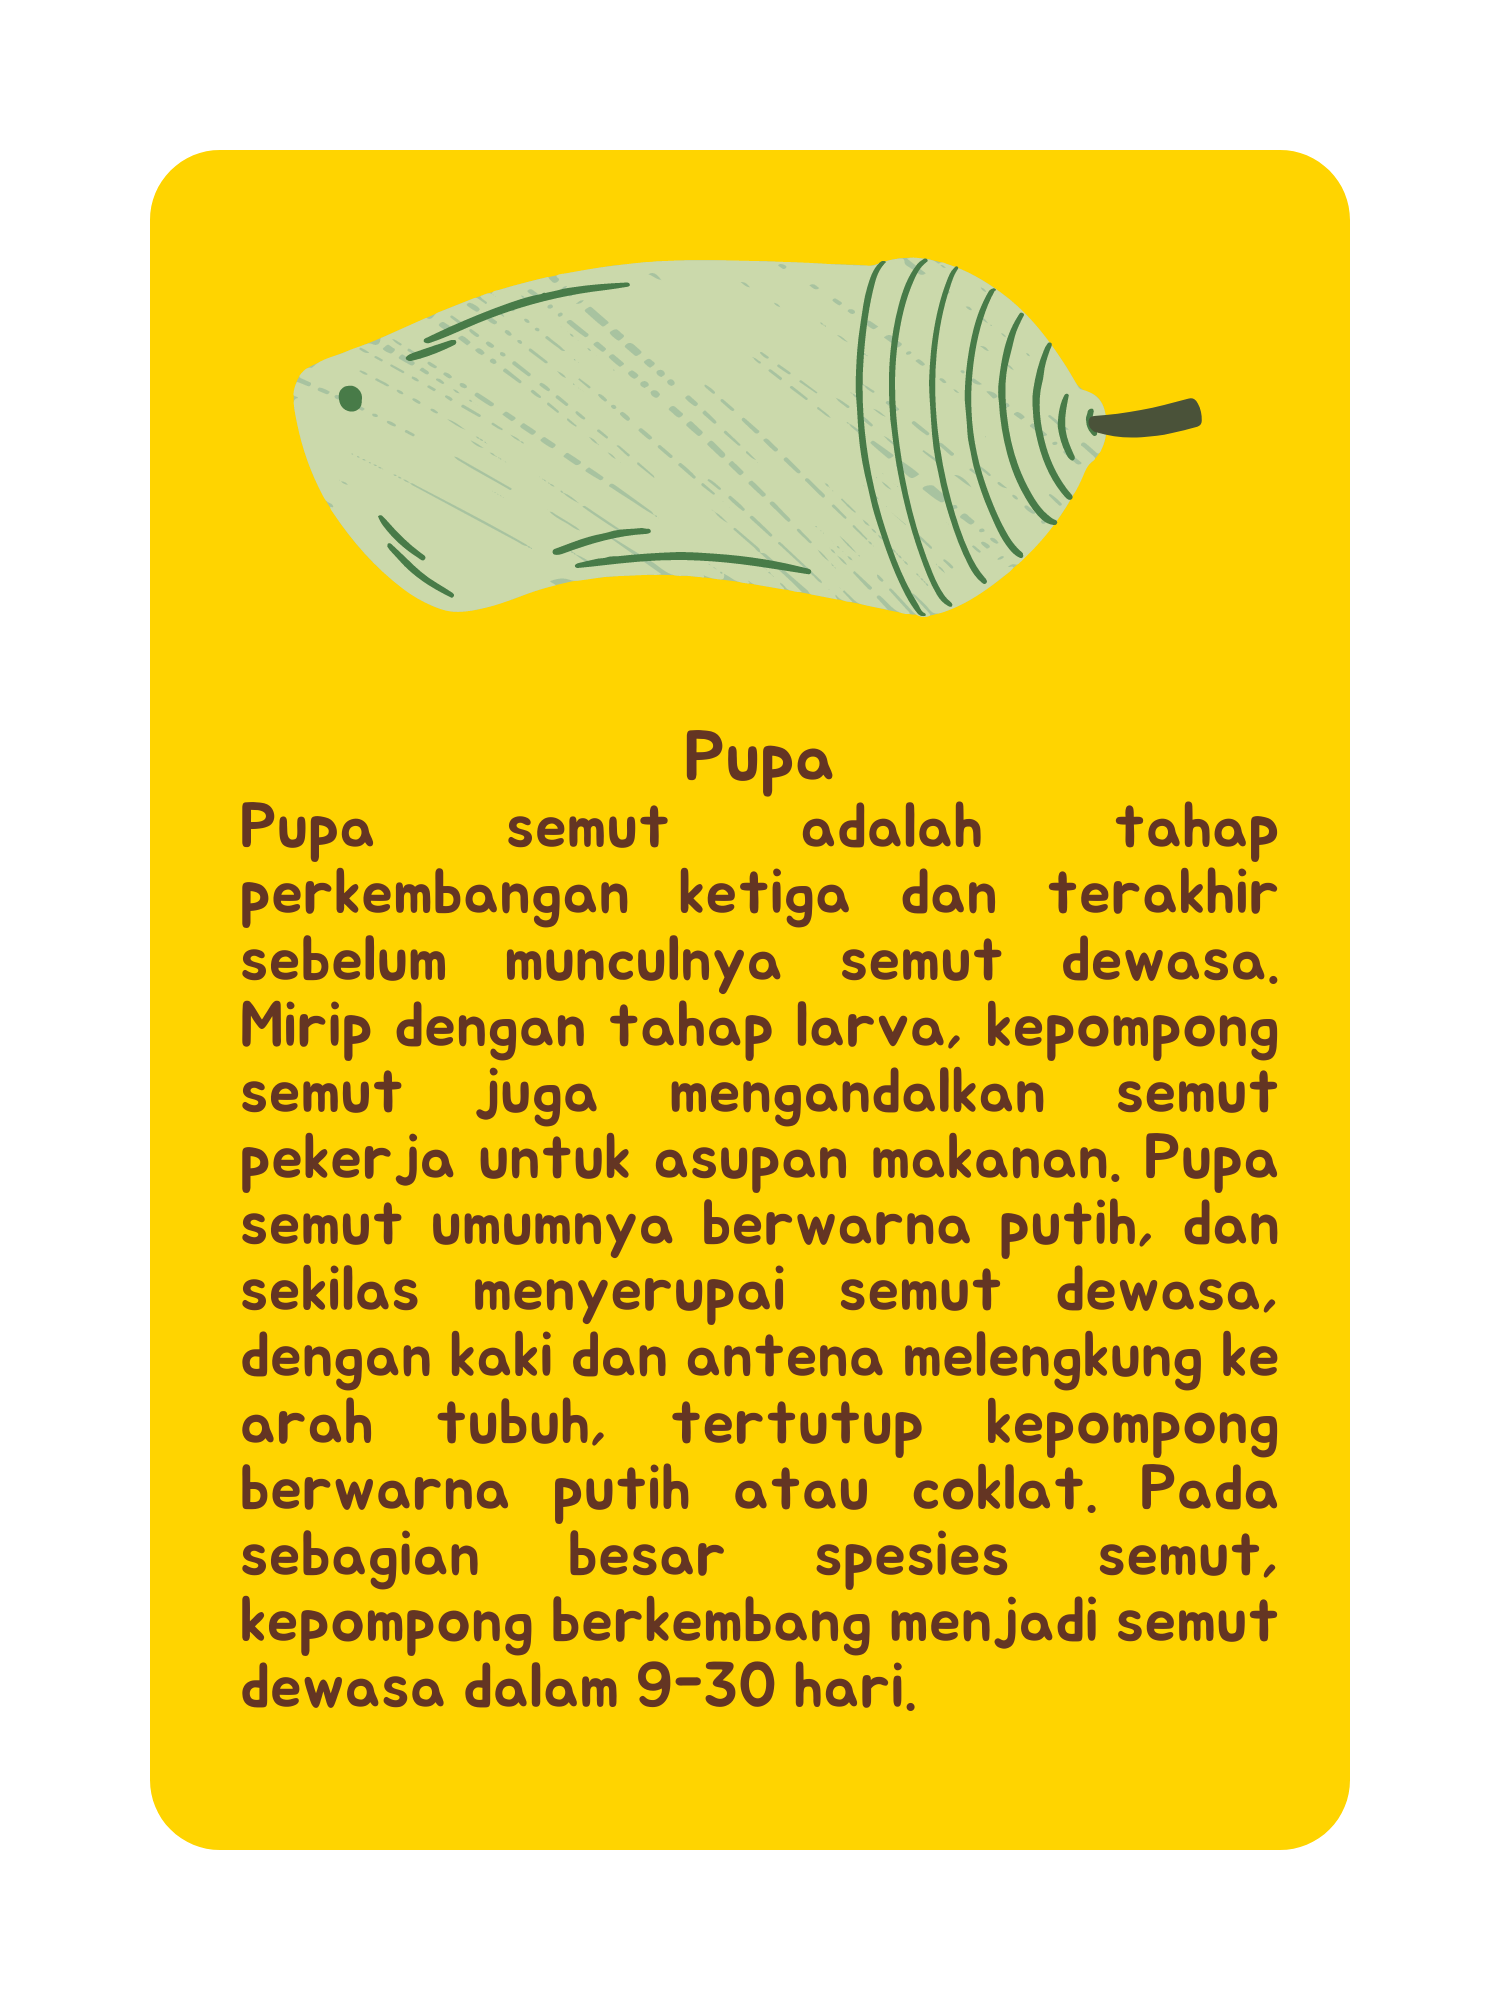 Pupa
Pupa semut adalah tahap
perkembangan ketiga dan terakhir
sebelum munculnya semut dewasa.
Mirip dengan tahap larva, kepompong
semut juga mengandalkan semut
pekerja untuk asupan makanan. Pupa
semut umumnya berwarna putih, dan
sekilas menyerupai semut dewasa,
dengan kaki dan antena melengkung ke
arah tubuh, tertutup kepompong
berwarna putih atau coklat. Pada
sebagian besar spesies semut,
kepompong berkembang menjadi semut
dewasa dalam 9-30 hari.